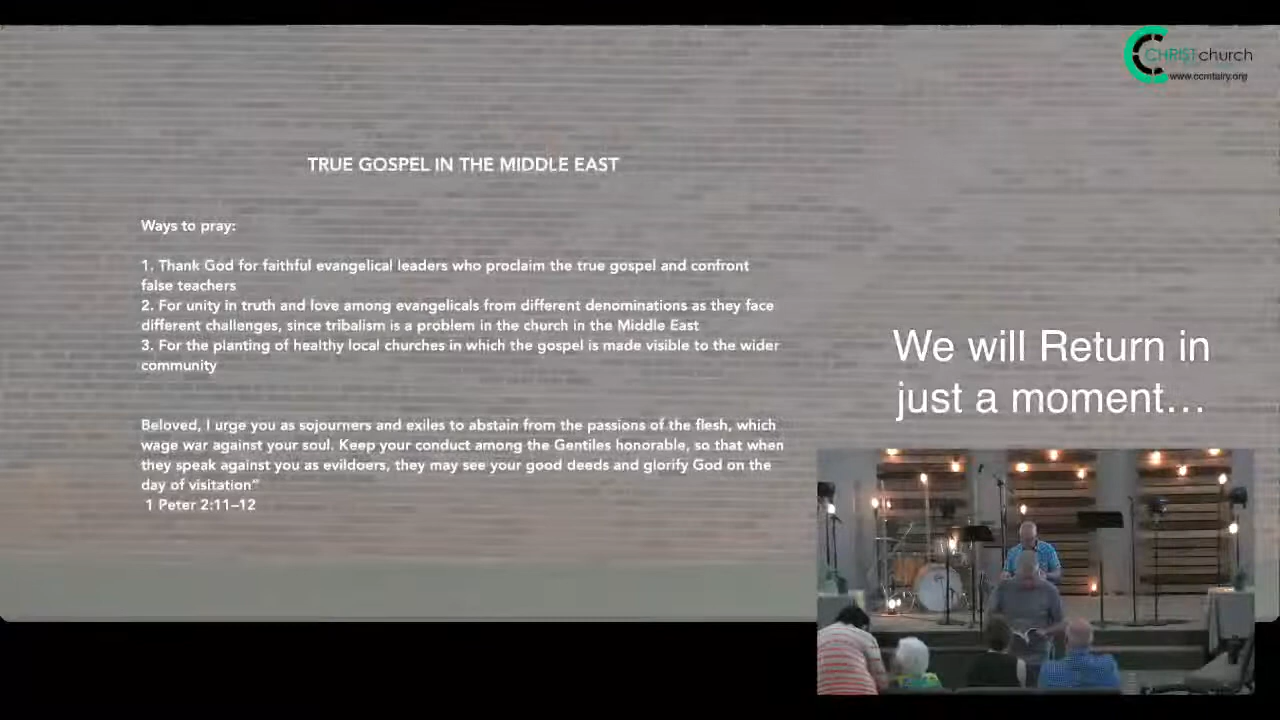 CHRIST church
www.ccmtairy.org
TRUE GOSPEL IN THE MIDDLE EAST
Ways to pray:
1. Thank God for faithful evangelical leaders who proclaim the true gospel and confront
false teachers
2. For unity in truth and love among evangelicals from different denominations as they face
different challenges, since tribalism is a problem in the church in the Middle East
3. For the planting of healthy local churches in which the gospel is made visible to the wider
community
Beloved, I urge you as sojourners and exiles to abstain from the passions of the flesh, which
wage war against your soul. Keep your conduct among the Gentiles honorable, so that when
they speak against you as evildoers, they may see your good deeds and glorify God on the
day of visitation”
1 Peter 2:11–12
We will Return in
just a moment…